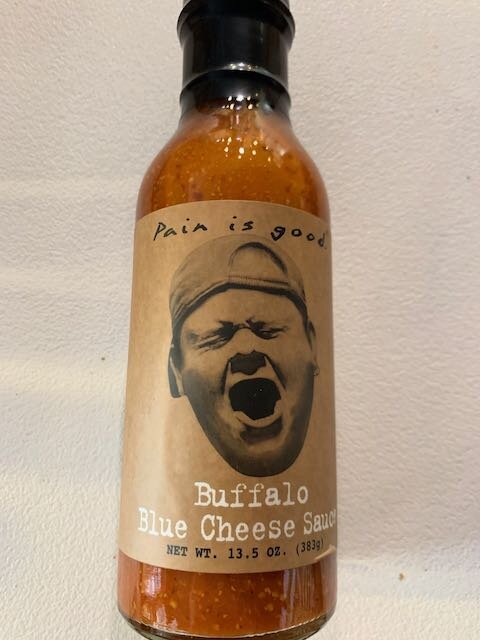 Pain is good
Buffalo
Blue Cheese Sauce
NET WT. 13.5 OZ. (383g)